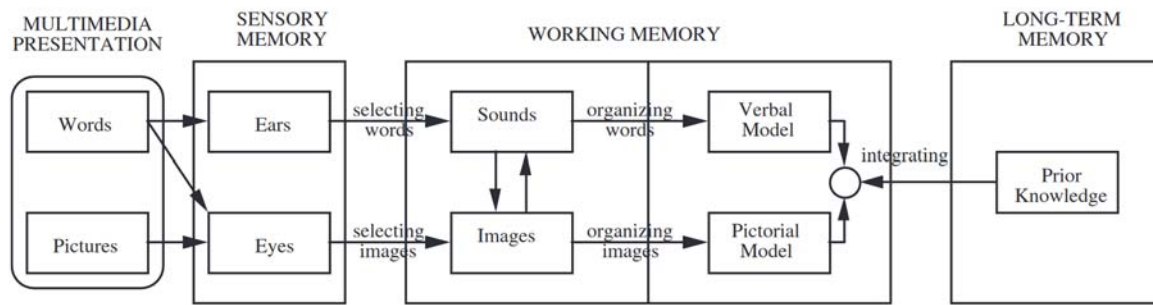 MULTIMEDIA
PRESENTATION
SENSORY
MEMORY
WORKING MEMORY
LONG-TERM
MEMORY
Words
Ears
selecting
words
Sounds
organizing
words
Verbal
Model
integrating
Prior
Knowledge
Pictures
Eyes
selecting
images
Images
organizing
images
Pictorial
Model